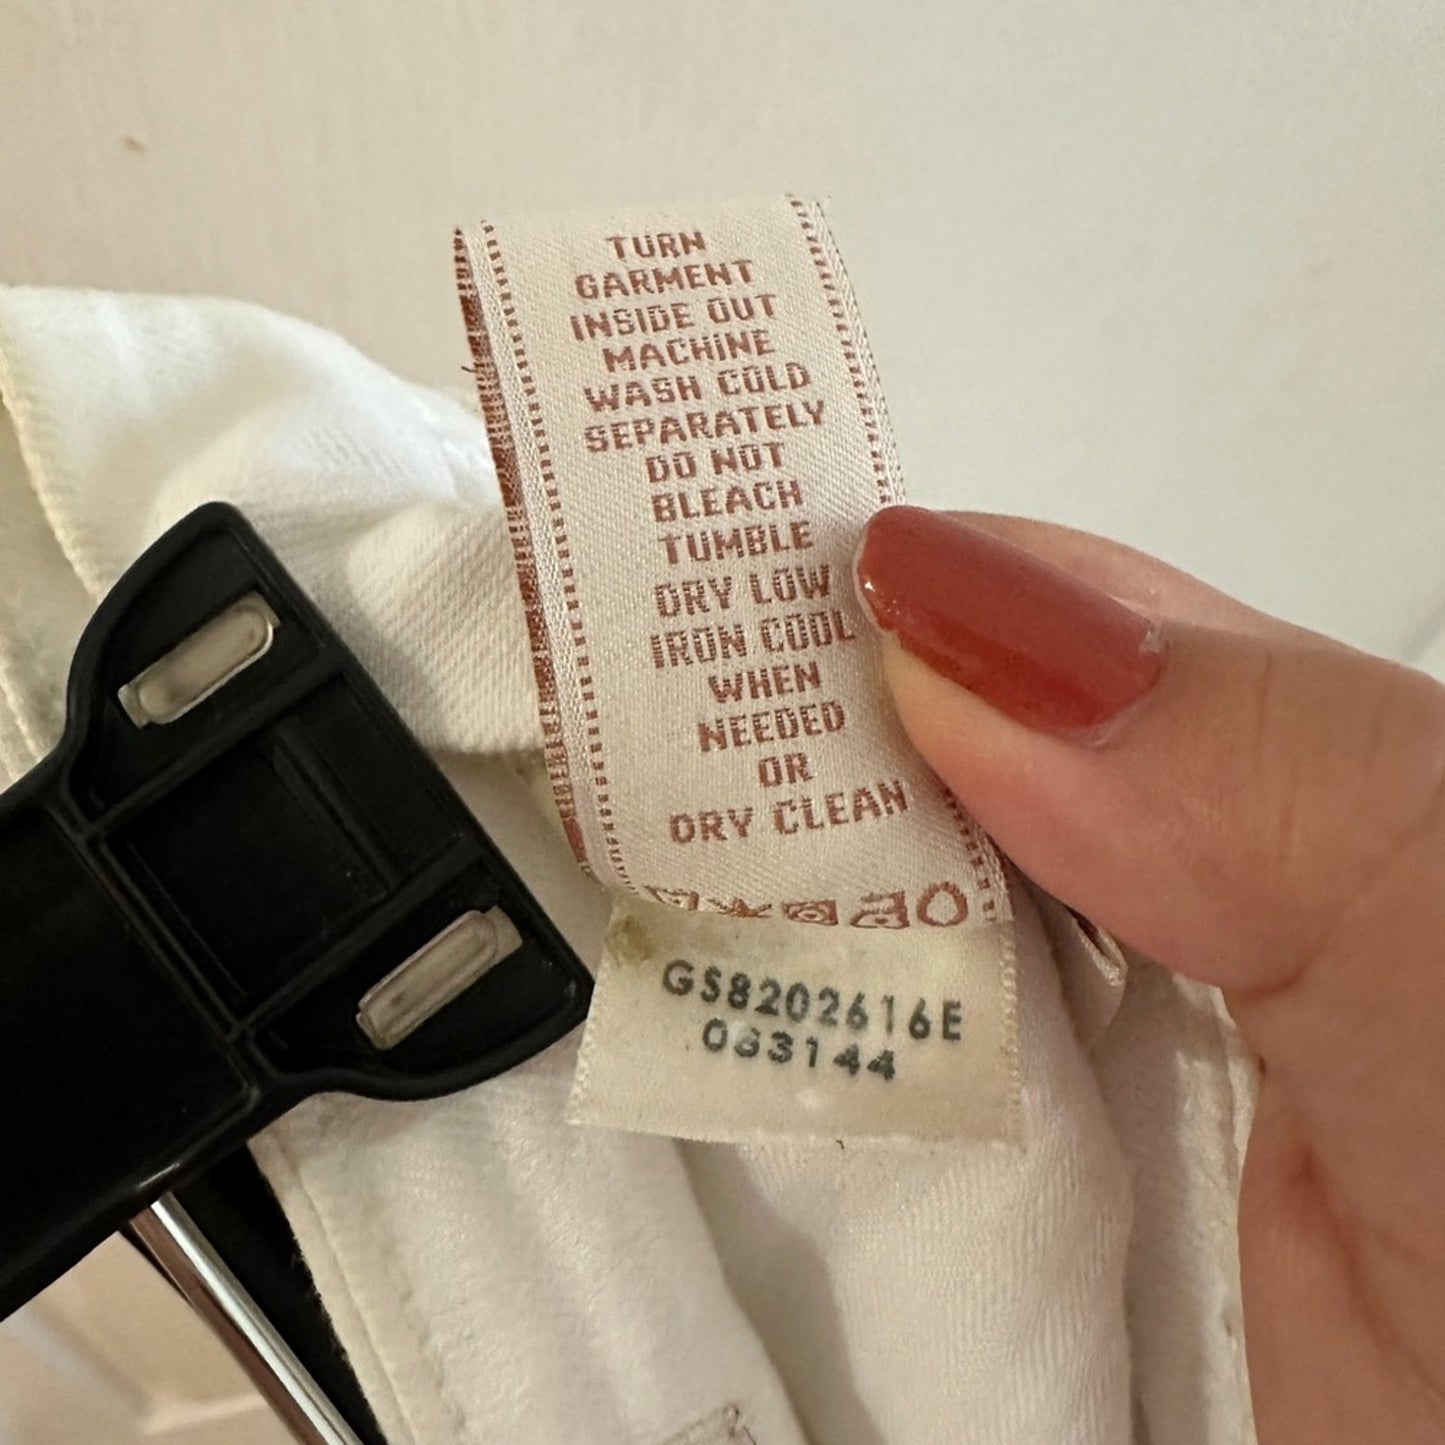 TURN
GARMENT
INSIDE OUT
MACHINE
WASH COLD
SEPARATELY
DO NOT
BLEACH
TUMBLE
DRY LOW
IRON COOL
WHEN
NEEDED
OR
DRY CLEAN
GS8202616E
083144